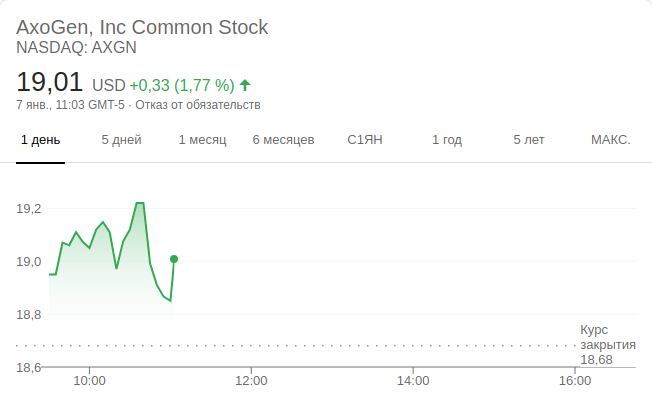 AxoGen, Inc Common Stock
NASDAQ: AXGN
19,01 USD +0,33 (1,77 %)
7 янв., 11:03 GMT-5 · Отказ от обязательств
1 день 5 дней 1 месяц 6 месяцев С1ЯН 1 год 5 лет МАКС.
19,2
19,0
18,8
Курс
закрытия
18,68
18,6
10:00 12:00 14:00 16:00